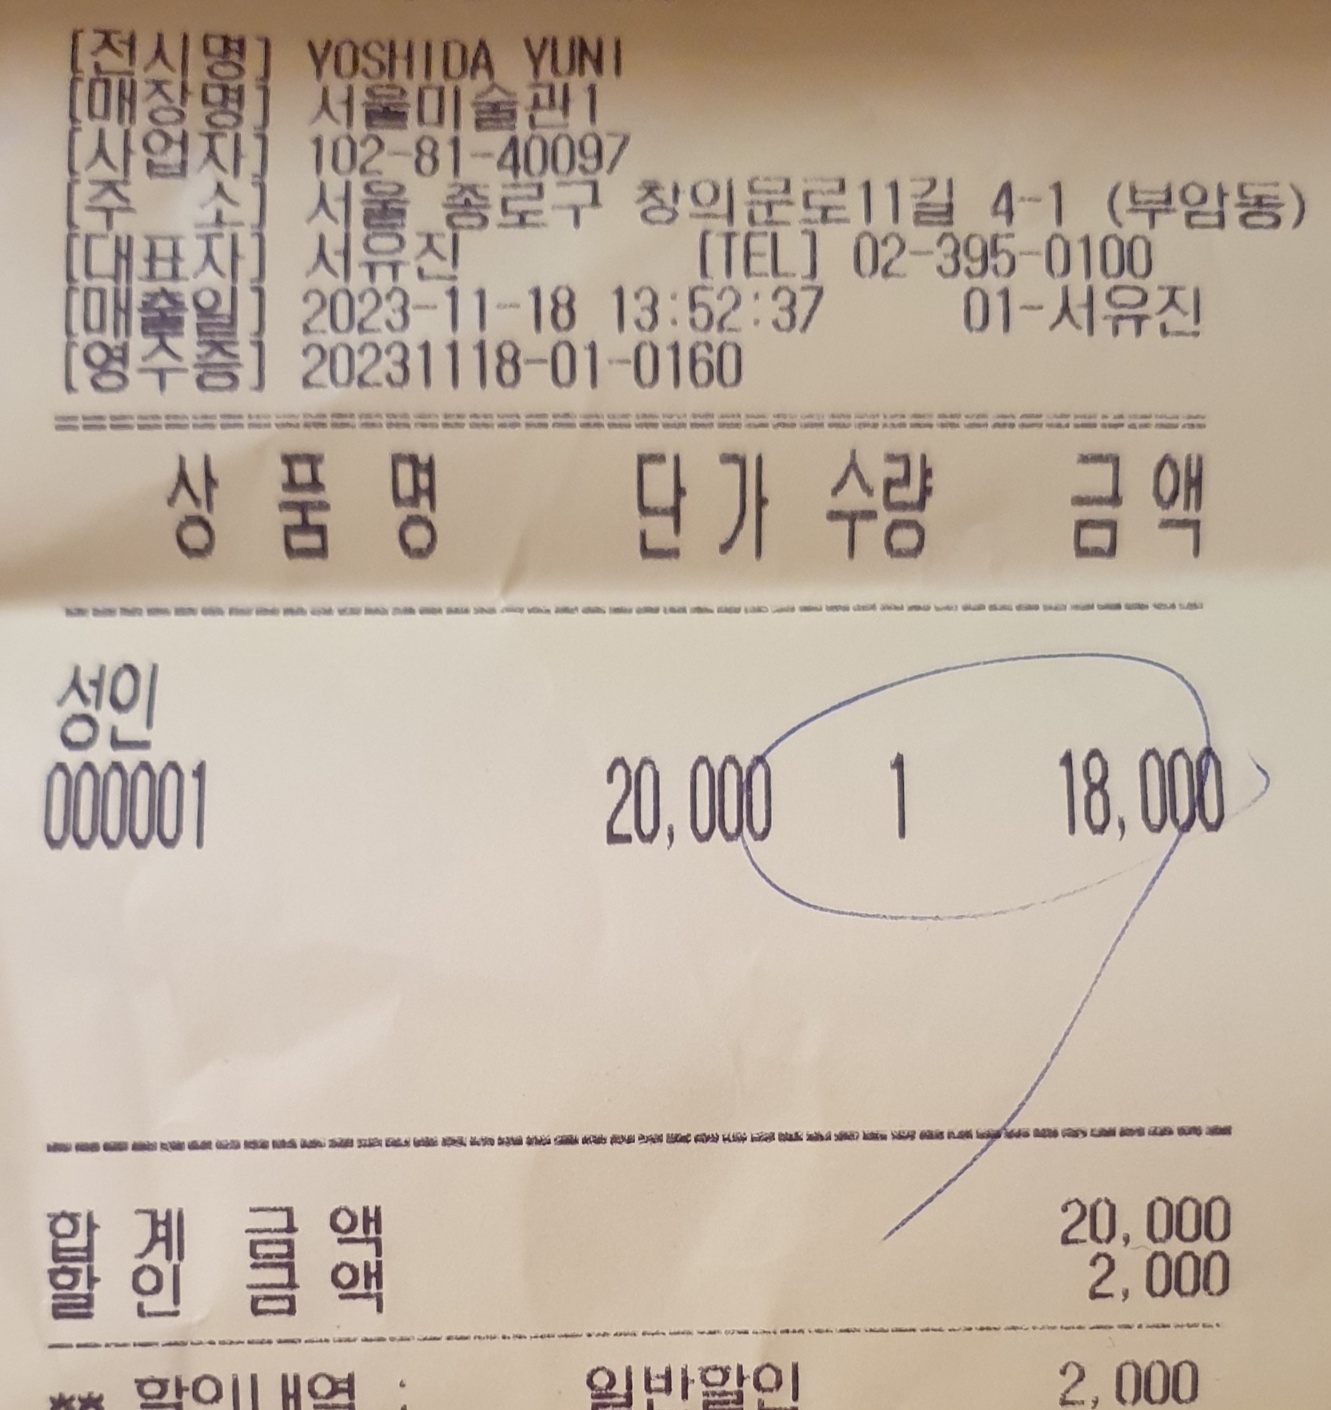 [전시명] YOSHIDA YUNI
[매장명] 서울미술관1
[사업자] 102-81-40097
[주 소] 서울 종로구 창의문로11길 4-1 (부암동)
[대표자] 서유진 [TEL] 02-395-0100
[매출일] 2023-11-18 13:52:37 01-서유진
[영수증] 20231118-01-0160
상 품 명 단 가 수량 금 액
성인
000001 20,000 1 18,000
합 계 금 액 20,000
할 인 금 액 2,000
** 할인내역 : 일반할인 2,000